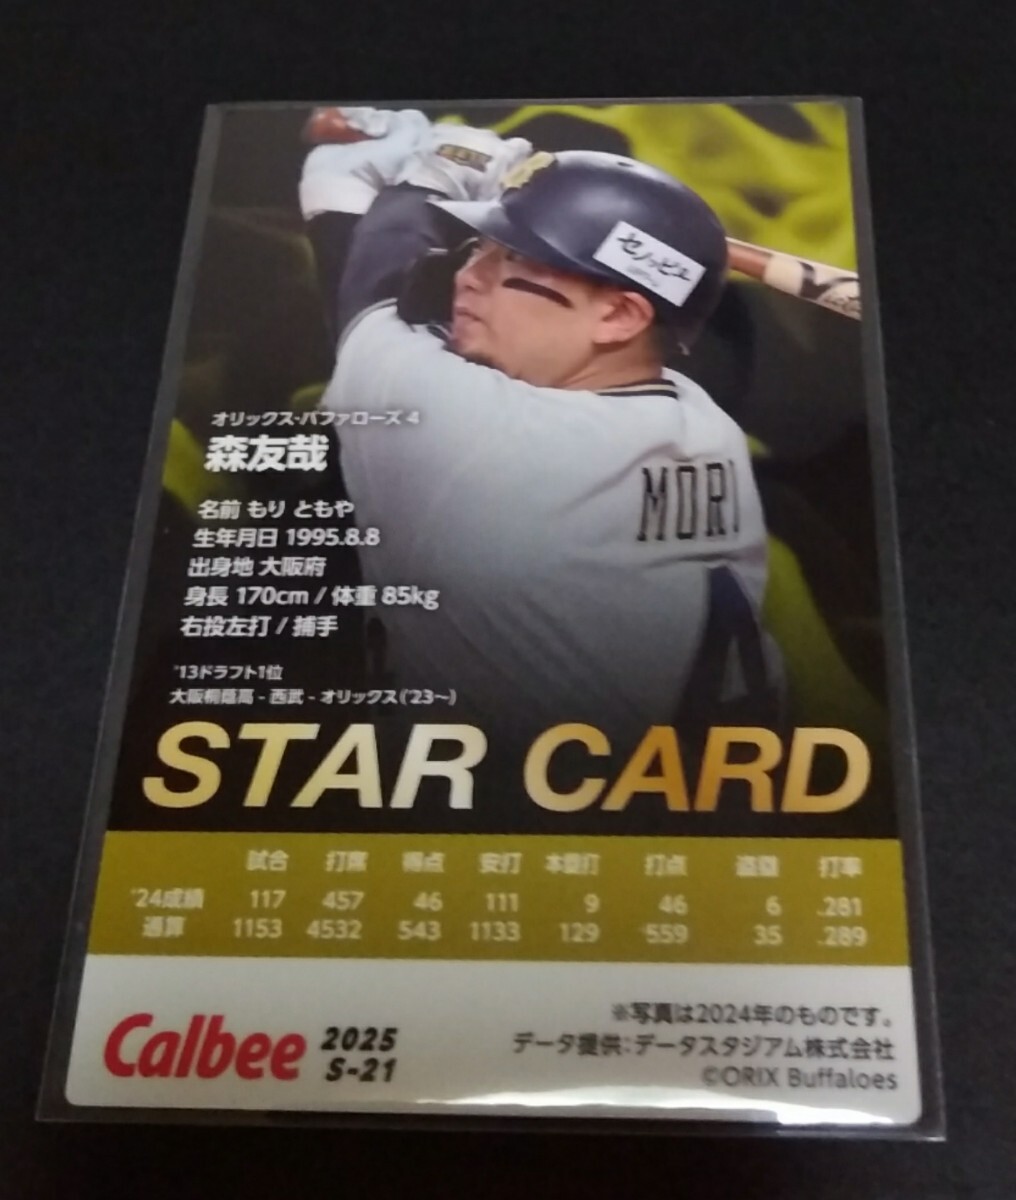 セノッピー
MORI
オリックス・バファローズ 4
森友哉
名前 もり ともや
生年月日 1995.8.8
出身地 大阪府
身長 170cm / 体重 85kg
右投左打 / 捕手
'13ドラフト1位
大阪桐蔭高 - 西武 - オリックス('23〜)
STAR CARD
試合 打席 得点 安打 本塁打 打点 盗塁 打率
'24成績 117 457 46 111 9 46 6 .281
通算 1153 4532 543 1133 129 559 35 .289
Calbee 2025
S-21
※写真は2024年のものです。
データ提供:データスタジアム株式会社
©ORIX Buffaloes